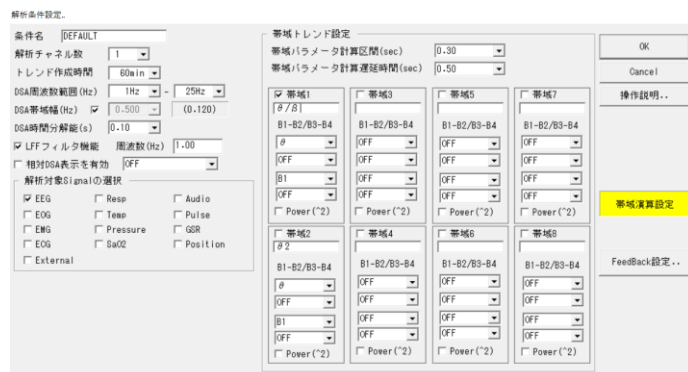 解析条件設定..
条件名 DEFAULT
解析チャネル数 1
トレンド作成時間 60min
DSA周波数範囲(Hz) 1Hz - 25Hz
DSA帯域幅(Hz) 0.500 (0.120)
DSA時間分解能(s) 0.10
LFFフィルタ機能 周波数(Hz) 1.00
相対DSA表示を有効 OFF
解析対象Signalの選択
EEG Resp Audio
EOG Temp Pulse
EMG Pressure GSR
ECG SaO2 Position
External
帯域トレンド設定
帯域パラメータ計算区間(sec) 0.30
帯域パラメータ計算遅延時間(sec) 0.50
帯域1 帯域3 帯域5 帯域7
θ/β
B1-B2/B3-B4 B1-B2/B3-B4 B1-B2/B3-B4 B1-B2/B3-B4
θ OFF OFF OFF
OFF OFF OFF OFF
B1 OFF OFF OFF
OFF OFF OFF OFF
Power(^2) Power(^2) Power(^2) Power(^2)
帯域2 帯域4 帯域6 帯域8
θ2
B1-B2/B3-B4 B1-B2/B3-B4 B1-B2/B3-B4 B1-B2/B3-B4
θ OFF OFF OFF
OFF OFF OFF OFF
B1 OFF OFF OFF
OFF OFF OFF OFF
Power(^2) Power(^2) Power(^2) Power(^2)
OK
Cancel
操作説明..
帯域演算設定
FeedBack設定..